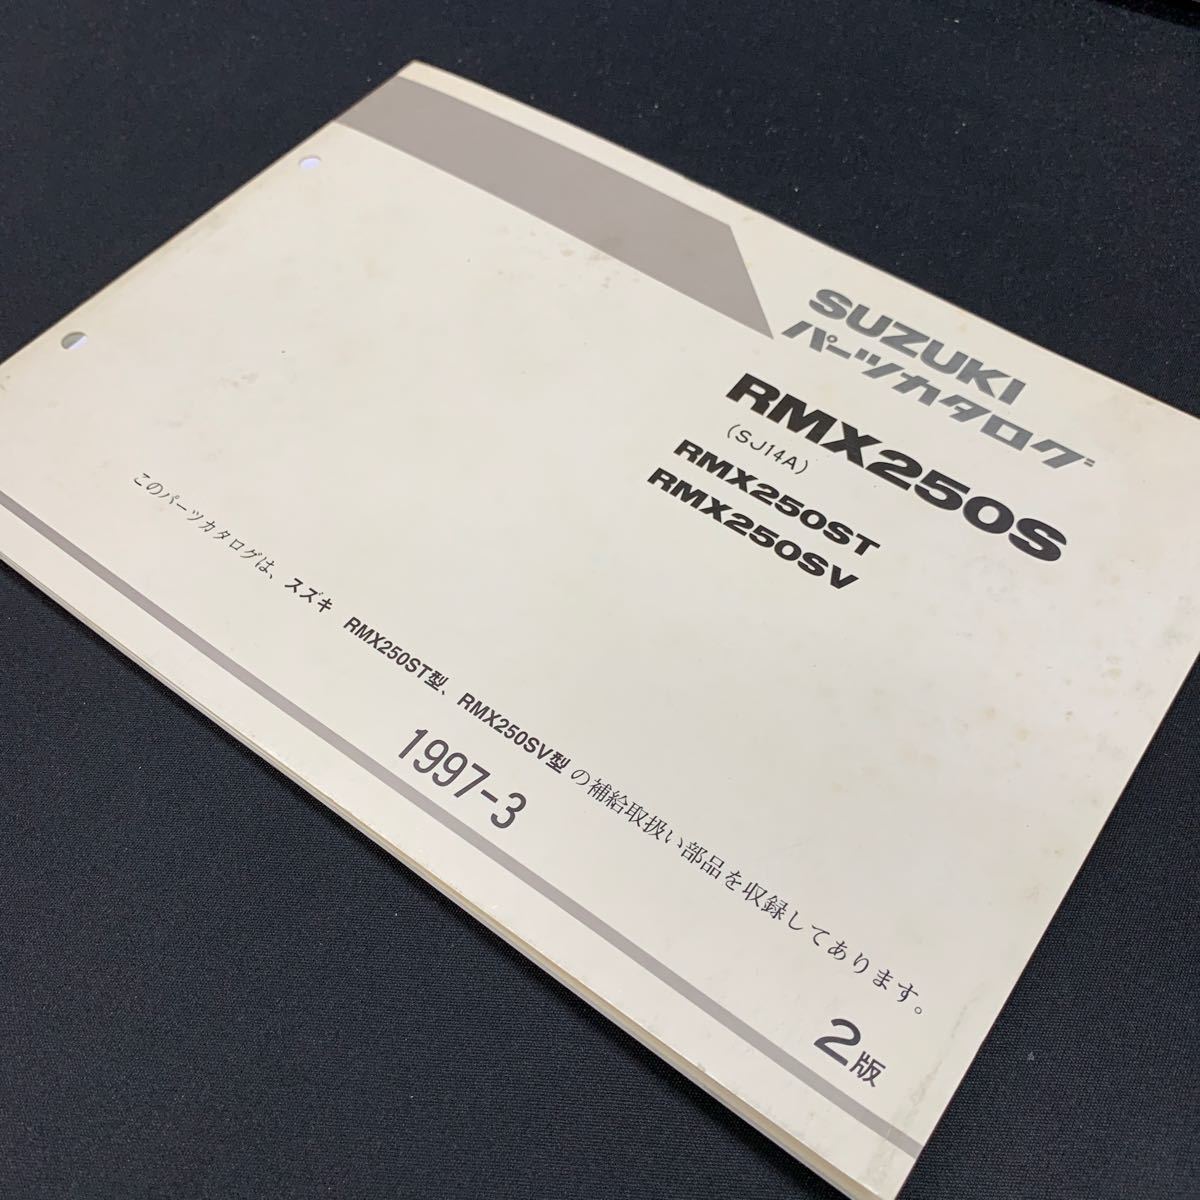 SUZUKI
パーツカタログ
RMX250S
(SJ14A)
RMX250ST
RMX250SV
このパーツカタログは、スズキ RMX250ST型、RMX250SV型の補給取扱い部品を収録してあります。
1997-3
2版